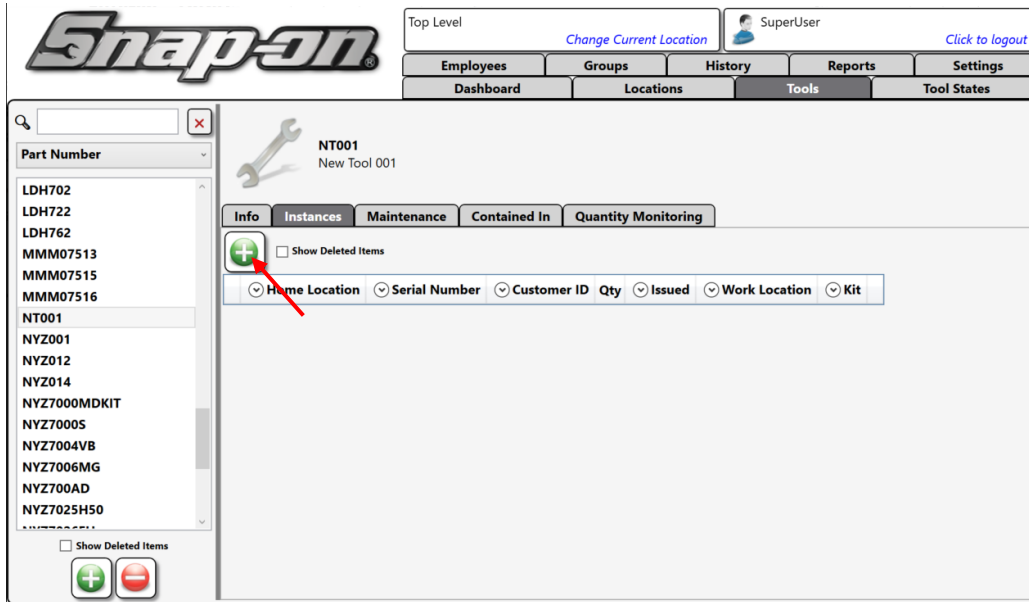 Snap-on®
Top Level
Change Current Location
SuperUser
Click to logout
Employees Groups History Reports Settings
Dashboard Locations Tools Tool States
Part Number
LDH702
LDH722
LDH762
MMM07513
MMM07515
MMM07516
NT001
NYZ001
NYZ012
NYZ014
NYZ7000MDKIT
NYZ7000S
NYZ7004VB
NYZ7006MG
NYZ700AD
NYZ7025H50
Show Deleted Items
NT001
New Tool 001
Info Instances Maintenance Contained In Quantity Monitoring
Show Deleted Items
Home Location Serial Number Customer ID Qty Issued Work Location Kit